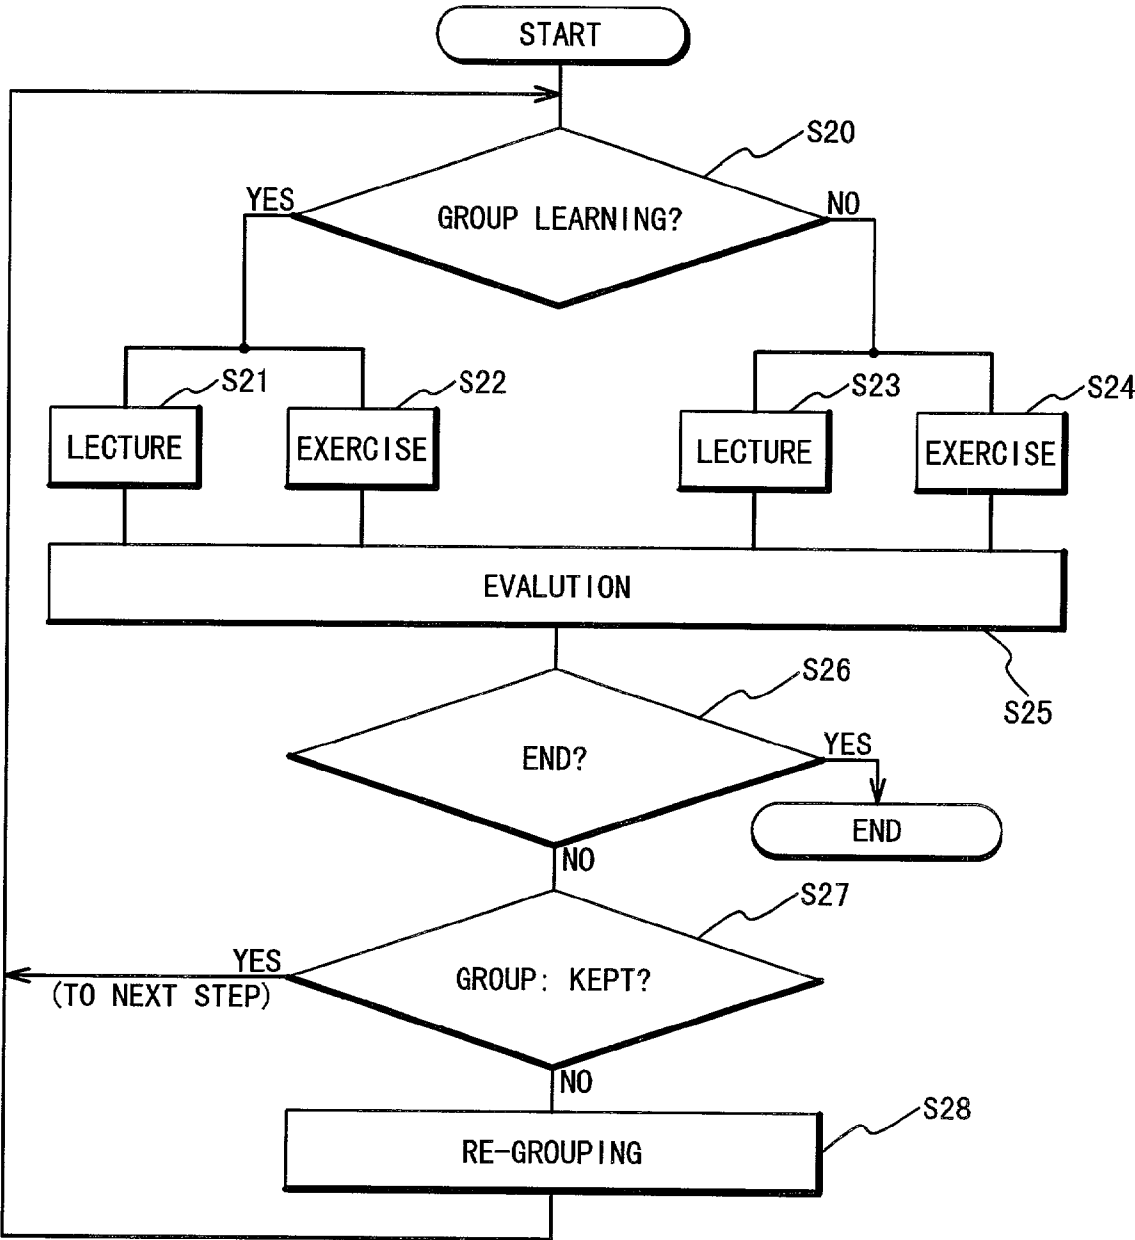 START
S20
YES
NO
GROUP LEARNING?
S21
S22
S23
S24
LECTURE
EXERCISE
LECTURE
EXERCISE
EVALUTION
S25
S26
END?
YES
END
NO
S27
YES
GROUP: KEPT?
(TO NEXT STEP)
NO
S28
RE-GROUPING